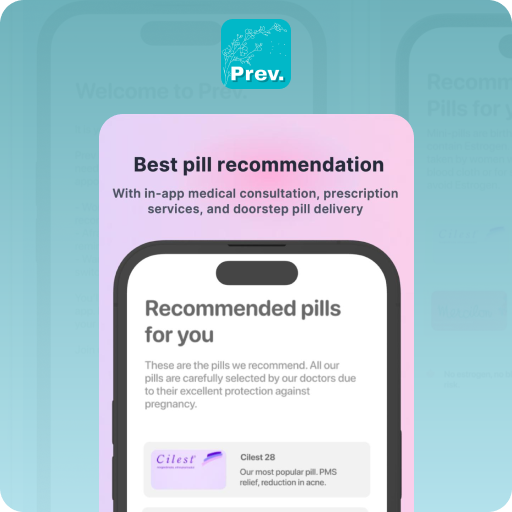 Prev.
Welcome to Prev.
Recomm
Pills for y
Best pill recommendation
With in-app medical consultation, prescription
services, and doorstep pill delivery
Recommended pills
for you
These are the pills we recommend. All our
pills are carefully selected by our doctors due
to their excellent protection against
pregnancy.
Cilest
Cilest 28
Our most popular pill. PMS
relief, reduction in acne.